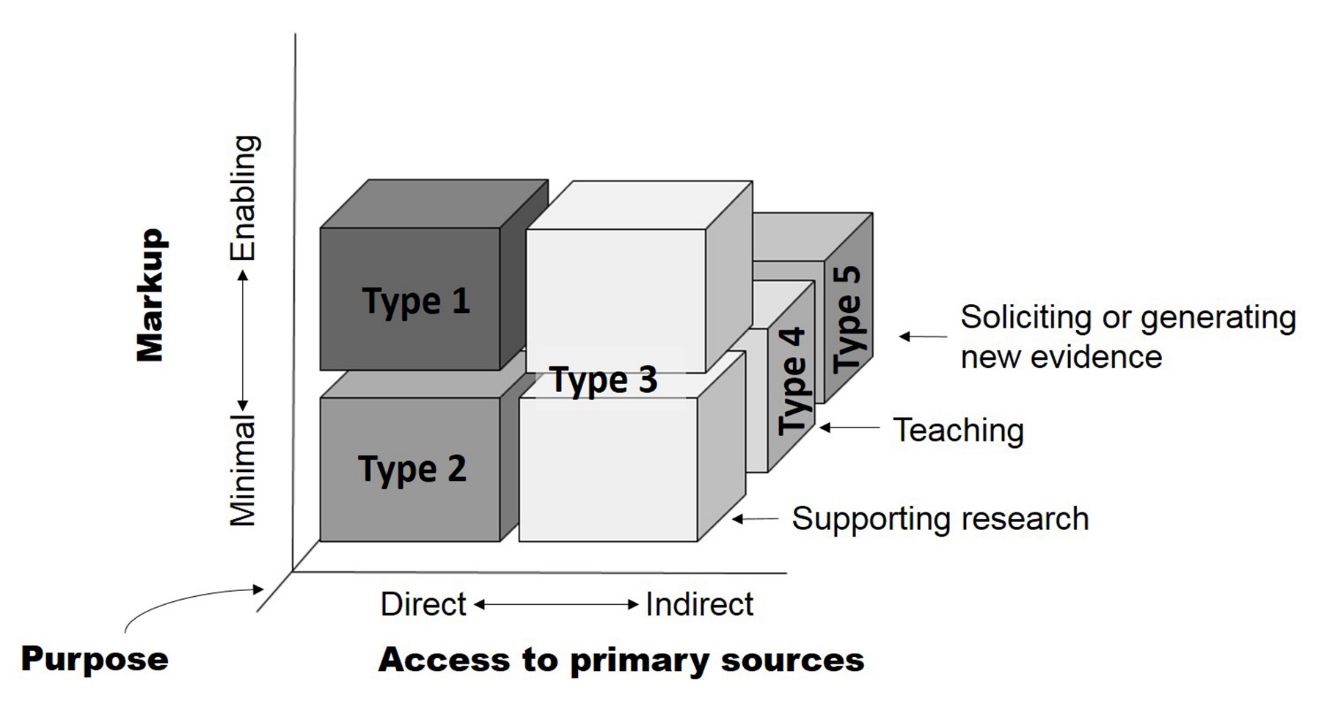 Markup
Enabling
Minimal
Type 1
Type 2
Type 3
Type 4
Type 5
Soliciting or generating
new evidence
Teaching
Supporting research
Direct
Indirect
Purpose
Access to primary sources